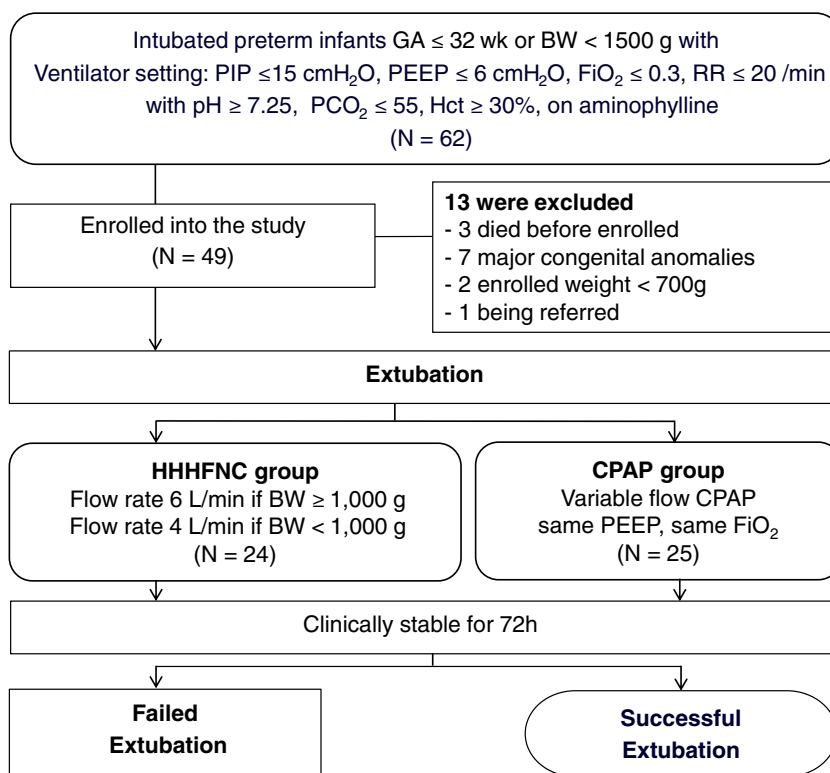 Intubated preterm infants GA ≤ 32 wk or BW < 1500 g with
Ventilator setting: PIP ≤15 cmH₂O, PEEP ≤ 6 cmH₂O, FiO₂ ≤ 0.3, RR ≤ 20 /min
with pH ≥ 7.25, PCO₂ ≤ 55, Hct ≥ 30%, on aminophylline
(N = 62)
Enrolled into the study
(N = 49)
13 were excluded
- 3 died before enrolled
- 7 major congenital anomalies
- 2 enrolled weight < 700g
- 1 being referred
Extubation
HHHFNC group
Flow rate 6 L/min if BW ≥ 1,000 g
Flow rate 4 L/min if BW < 1,000 g
(N = 24)
CPAP group
Variable flow CPAP
same PEEP, same FiO₂
(N = 25)
Clinically stable for 72h
Failed
Extubation
Successful
Extubation